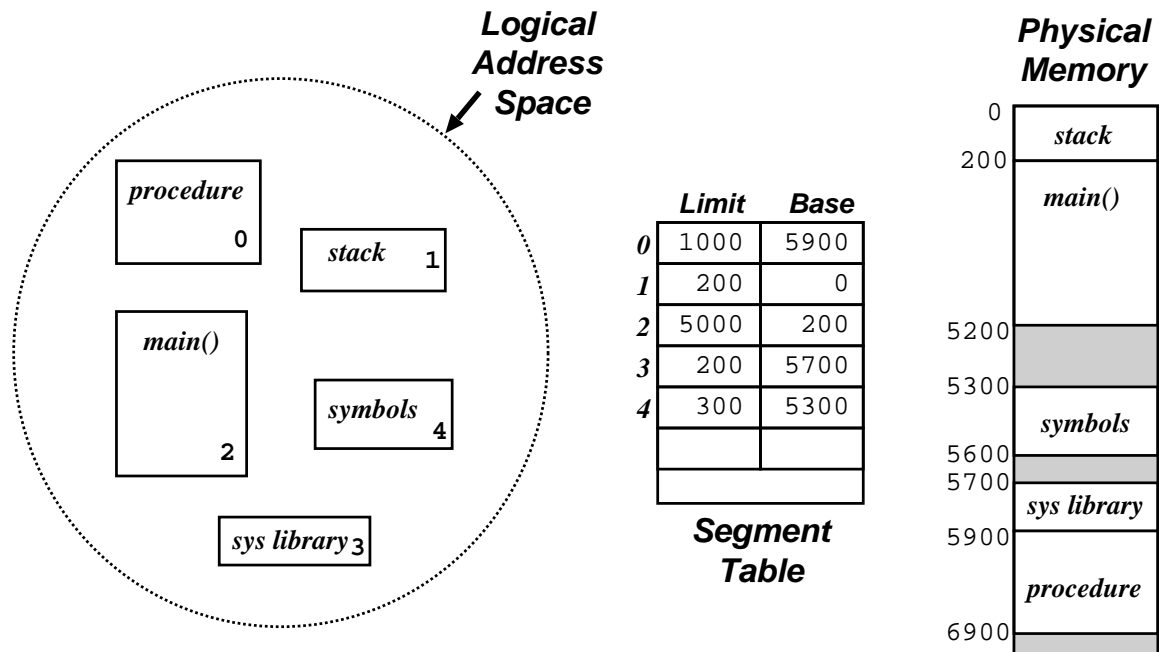 Logical
Address
Space
procedure
0
stack 1
main()
2
symbols
4
sys library 3
Limit Base
0 1000 5900
1 200 0
2 5000 200
3 200 5700
4 300 5300
Segment
Table
Physical
Memory
0
stack
200
main()
5200
5300
symbols
5600
5700
sys library
5900
procedure
6900